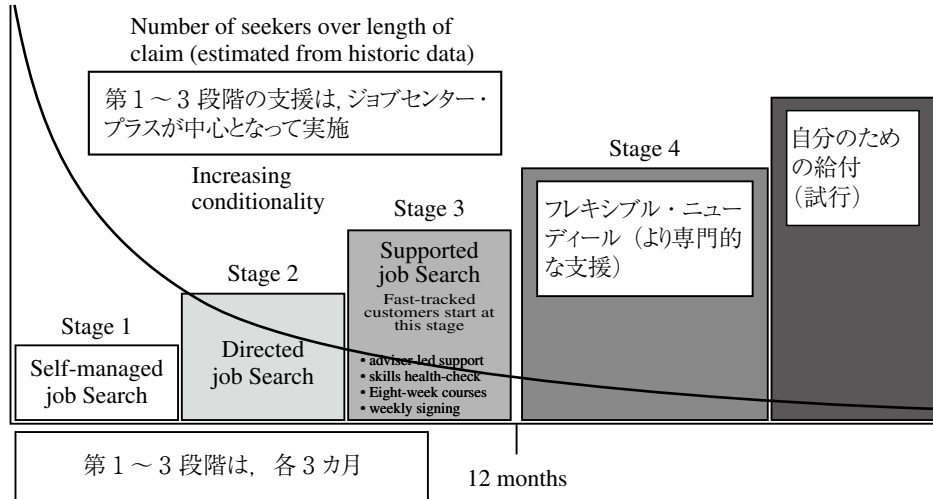 Number of seekers over length of
claim (estimated from historic data)
第1～3段階の支援は，ジョブセンター・
プラスが中心となって実施
Increasing
conditionality
Stage 1
Self-managed
job Search
Stage 2
Directed
job Search
Stage 3
Supported
job Search
Fast-tracked
customers start at
this stage
• adviser-led support
• skills health-check
• Eight-week courses
• weekly signing
Stage 4
フレキシブル・ニュー
ディール（より専門的
な支援）
自分のため
の給付
（試行）
第1～3段階は，各3カ月
12 months